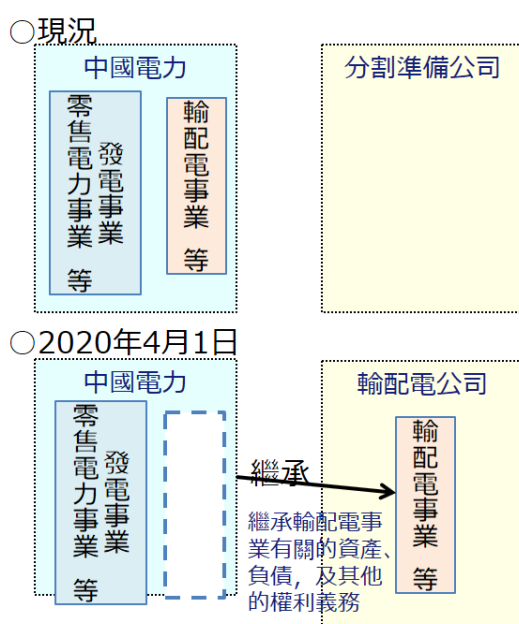 ○現況
中國電力
分割準備公司
發電事業
零售電力事業 等
輸配電事業 等
○2020年4月1日
中國電力
輸配電公司
發電事業
零售電力事業 等
繼承
繼承輸配電事
業有關的資產、
負債，及其他
的權利義務
輸配電事業 等